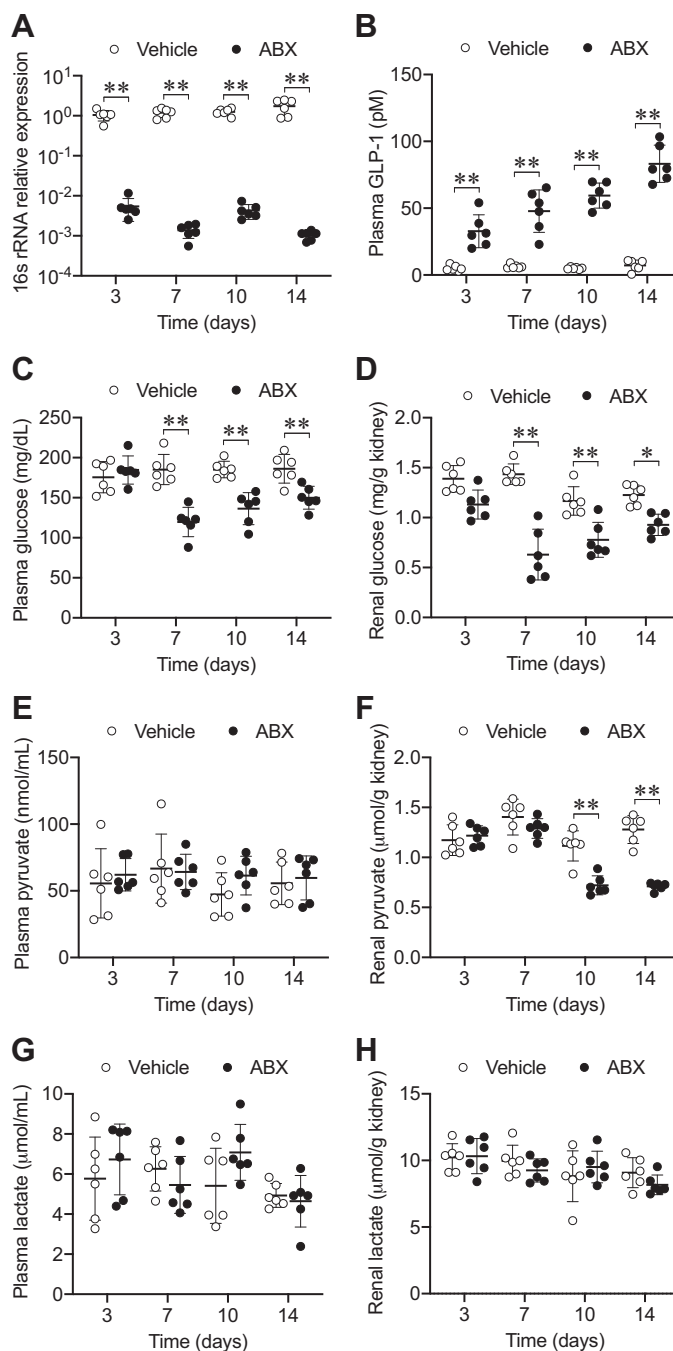 A
Vehicle ABX
16s rRNA relative expression
10^1
10^0
10^-1
10^-2
10^-3
10^-4
** ** ** **
3 7 10 14
Time (days)
B
Vehicle ABX
Plasma GLP-1 (pM)
150
100
50
0
** ** ** **
3 7 10 14
Time (days)
C
Vehicle ABX
Plasma glucose (mg/dL)
250
200
150
100
50
0
** ** **
3 7 10 14
Time (days)
D
Vehicle ABX
Renal glucose (mg/g kidney)
2.0
1.5
1.0
0.5
0.0
** ** *
3 7 10 14
Time (days)
E
Vehicle ABX
Plasma pyruvate (nmol/mL)
150
100
50
0
3 7 10 14
Time (days)
F
Vehicle ABX
Renal pyruvate (μmol/g kidney)
2.0
1.5
1.0
0.5
0.0
** **
3 7 10 14
Time (days)
G
Vehicle ABX
Plasma lactate (μmol/mL)
10
8
6
4
2
0
3 7 10 14
Time (days)
H
Vehicle ABX
Renal lactate (μmol/g kidney)
15
10
5
0
3 7 10 14
Time (days)